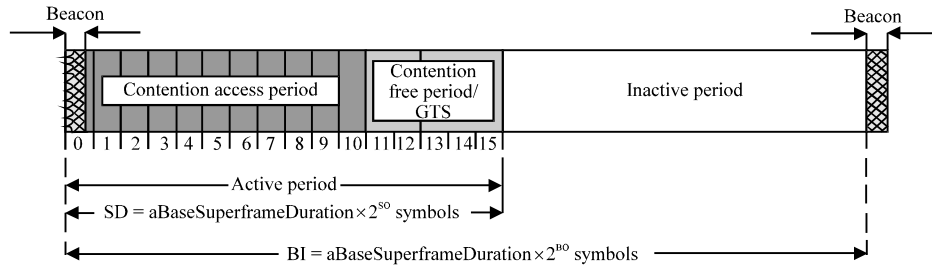 Beacon
Beacon
Contention access period
Contention
free period/
GTS
Inactive period
0 1 2 3 4 5 6 7 8 9 10 11 12 13 14 15
Active period
SD = aBaseSuperframeDuration×2^SO symbols
BI = aBaseSuperframeDuration×2^BO symbols